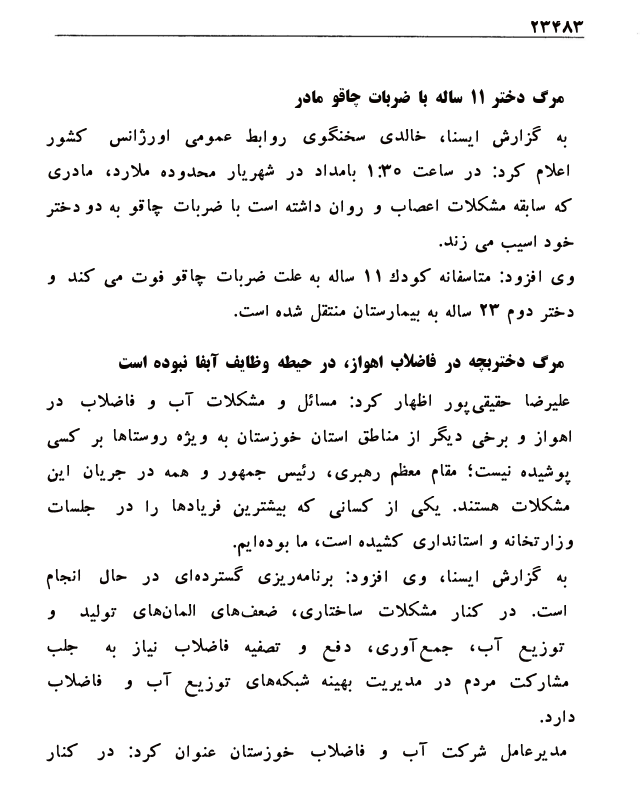 ۲۳۴۸۳
مرگ دختر ۱۱ ساله با ضربات چاقو مادر
به گزارش ایسنا، خالدی سخنگوی روابط عمومی اورژانس کشور
اعلام کرد: در ساعت ۱:۳۰ بامداد در شهریار محدوده ملارد، مادری
که سابقه مشکلات اعصاب و روان داشته است با ضربات چاقو به دو دختر
خود اسیب می زند.
وی افزود: متاسفانه کودك ۱۱ ساله به علت ضربات چاقو فوت می کند و
دختر دوم ۲۳ ساله به بیمارستان منتقل شده است.
مرگ دختربچه در فاضلاب اهواز، در حیطه وظایف آبفا نبوده است
علیرضا حقیقی‌پور اظهار کرد: مسائل و مشکلات آب و فاضلاب در
اهواز و برخی دیگر از مناطق استان خوزستان به ویژه روستاها بر کسی
پوشیده نیست؛ مقام معظم رهبری، رئیس جمهور و همه در جریان این
مشکلات هستند. یکی از کسانی که بیشترین فریادها را در جلسات
وزارتخانه و استانداری کشیده است، ما بوده‌ایم.
به گزارش ایسنا، وی افزود: برنامه‌ریزی گسترده‌ای در حال انجام
است. در کنار مشکلات ساختاری، ضعف‌های المان‌های تولید و
توزیع آب، جمع‌آوری، دفع و تصفیه فاضلاب نیاز به جلب
مشارکت مردم در مدیریت بهینه شبکه‌های توزیع آب و فاضلاب
دارد.
مدیرعامل شرکت آب و فاضلاب خوزستان عنوان کرد: در کنار